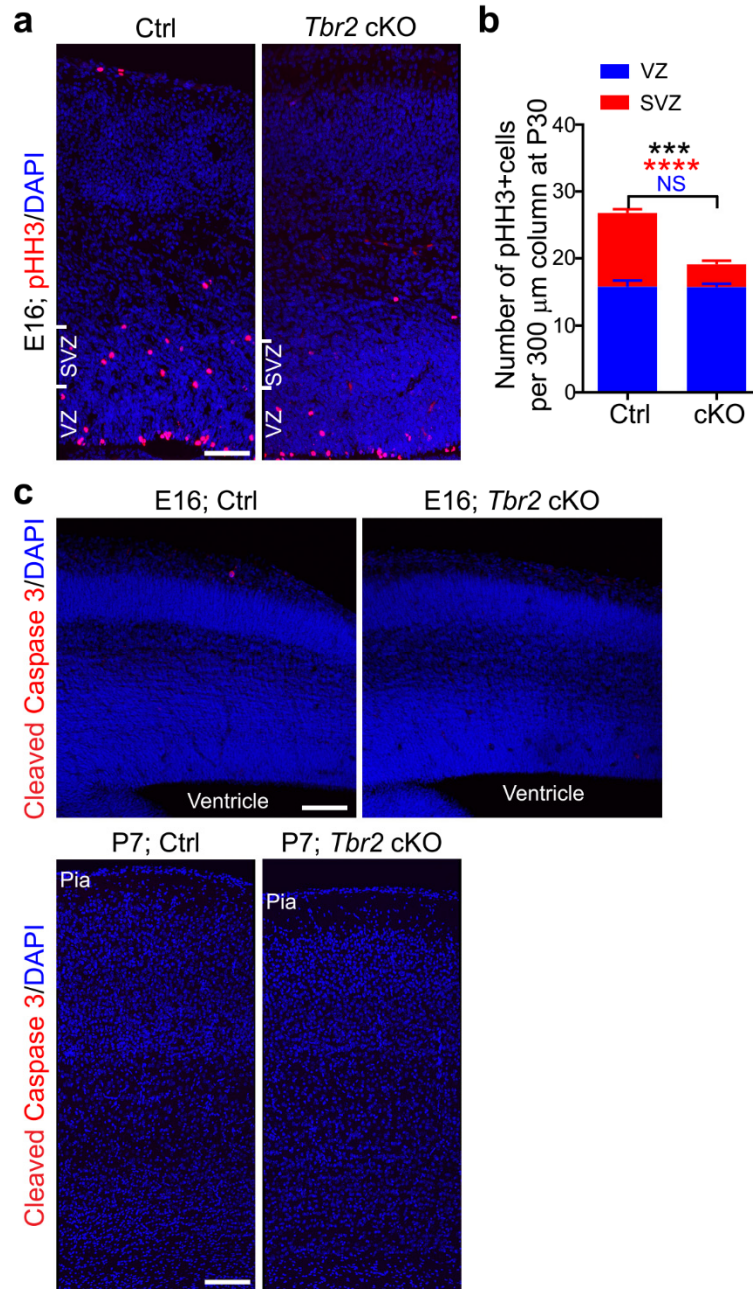 a
Ctrl
Tbr2 cKO
E16; pHH3/DAPI
SVZ
VZ
SVZ
VZ
b
VZ
SVZ
Number of pHH3+cells
per 300 μm column at P30
40
30
20
10
0
***
****
NS
Ctrl
cKO
c
E16; Ctrl
E16; Tbr2 cKO
Cleaved Caspase 3/DAPI
Ventricle
Ventricle
P7; Ctrl
P7; Tbr2 cKO
Cleaved Caspase 3/DAPI
Pia
Pia